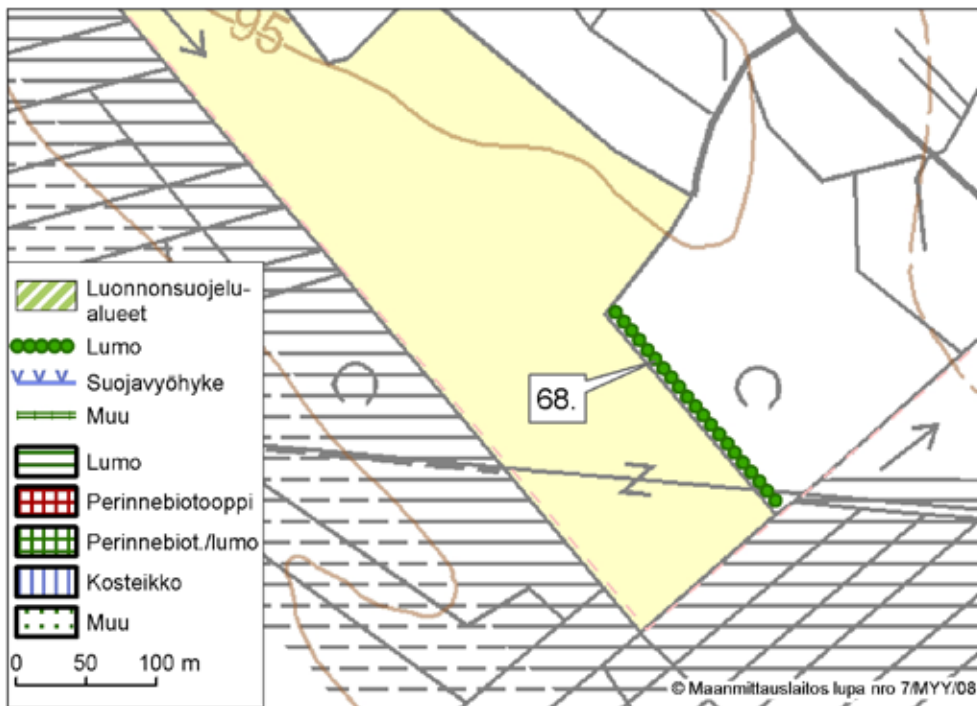 95
68.
Luonnonsuojelu-
alueet
Lumo
Suojavyöhyke
Muu
Lumo
Perinnebiotooppi
Perinnebiot./lumo
Kosteikko
Muu
0 50 100 m
© Maanmittauslaitos lupa nro 7/MYY/08